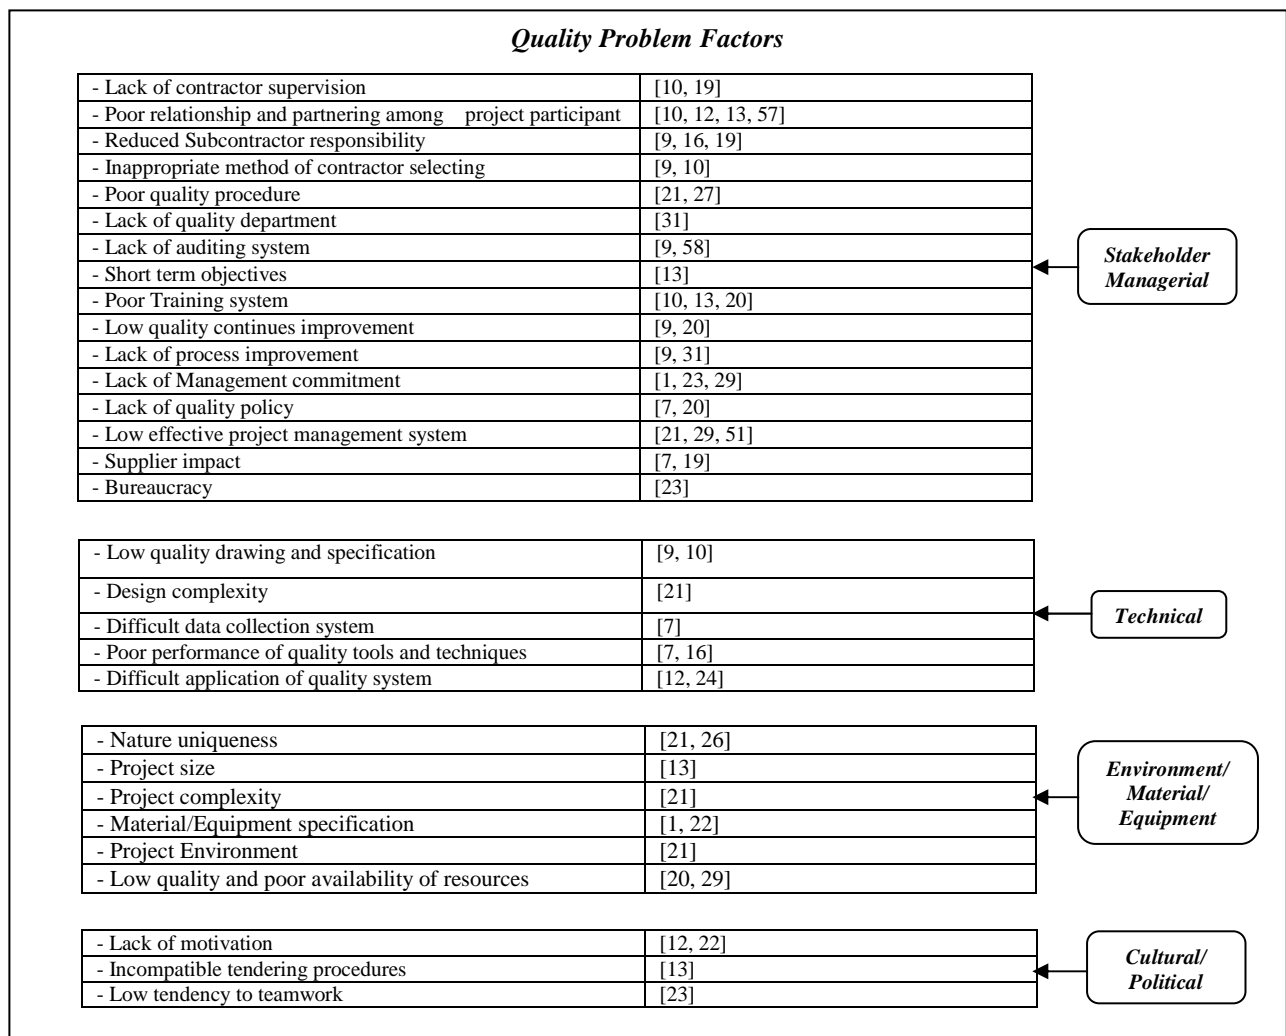 Quality Problem Factors
- Lack of contractor supervision [10, 19]
- Poor relationship and partnering among project participant [10, 12, 13, 57]
- Reduced Subcontractor responsibility [9, 16, 19]
- Inappropriate method of contractor selecting [9, 10]
- Poor quality procedure [21, 27]
- Lack of quality department [31]
- Lack of auditing system [9, 58]
- Short term objectives [13]
- Poor Training system [10, 13, 20]
- Low quality continues improvement [9, 20]
- Lack of process improvement [9, 31]
- Lack of Management commitment [1, 23, 29]
- Lack of quality policy [7, 20]
- Low effective project management system [21, 29, 51]
- Supplier impact [7, 19]
- Bureaucracy [23]
Stakeholder
Managerial
- Low quality drawing and specification [9, 10]
- Design complexity [21]
- Difficult data collection system [7]
- Poor performance of quality tools and techniques [7, 16]
- Difficult application of quality system [12, 24]
Technical
- Nature uniqueness [21, 26]
- Project size [13]
- Project complexity [21]
- Material/Equipment specification [1, 22]
- Project Environment [21]
- Low quality and poor availability of resources [20, 29]
Environment/
Material/
Equipment
- Lack of motivation [12, 22]
- Incompatible tendering procedures [13]
- Low tendency to teamwork [23]
Cultural/
Political